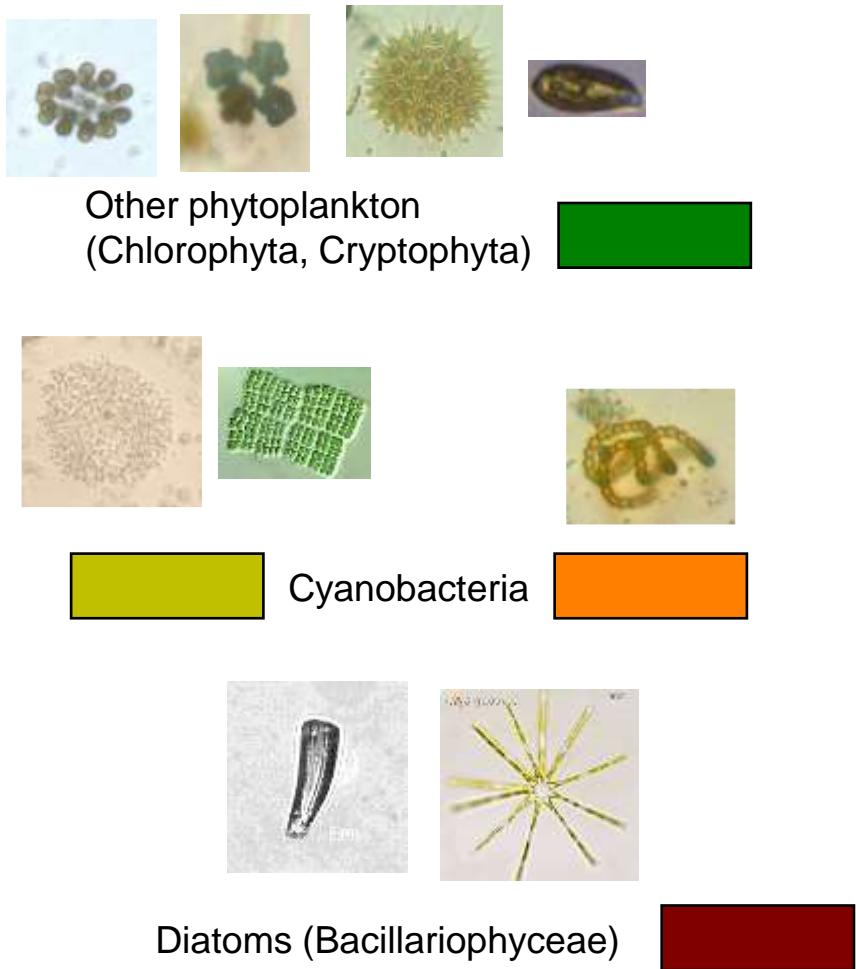 Other phytoplankton
(Chlorophyta, Cryptophyta)
Cyanobacteria
Diatoms (Bacillariophyceae)